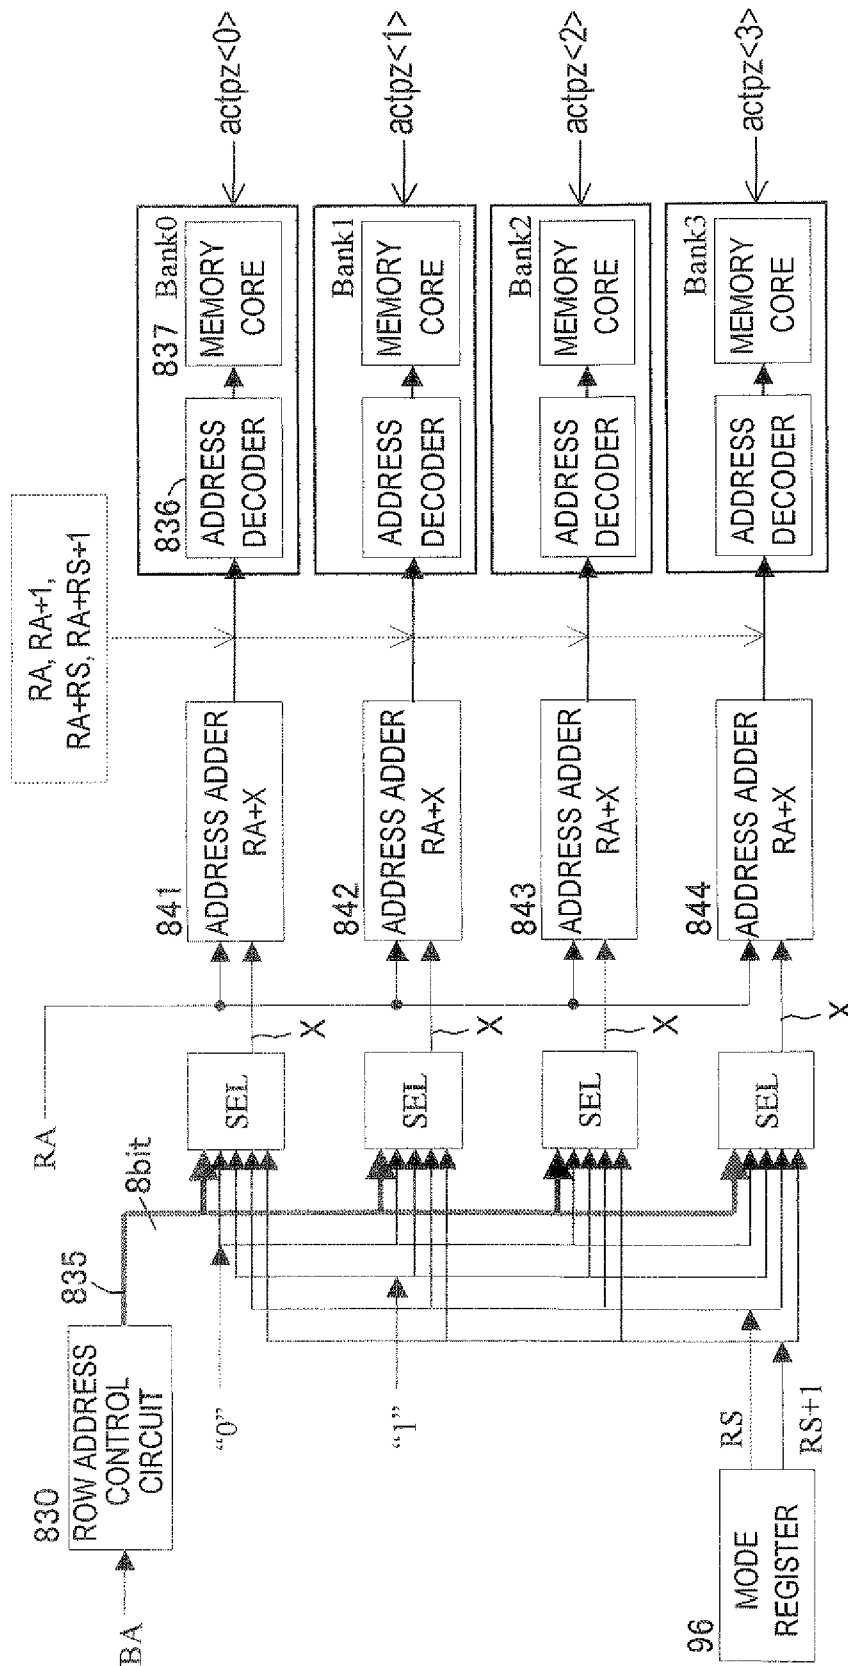 BA
830
ROW ADDRESS
CONTROL
CIRCUIT
835
8bit
"0"
"1"
96
MODE
REGISTER
RS
RS+1
RA
SEL
X
SEL
X
SEL
X
SEL
X
841
ADDRESS ADDER
RA+X
842
ADDRESS ADDER
RA+X
843
ADDRESS ADDER
RA+X
844
ADDRESS ADDER
RA+X
RA, RA+1,
RA+RS, RA+RS+1
836
ADDRESS
DECODER
837
Bank0
MEMORY
CORE
actpz<0>
ADDRESS
DECODER
Bank1
MEMORY
CORE
actpz<1>
ADDRESS
DECODER
Bank2
MEMORY
CORE
actpz<2>
ADDRESS
DECODER
Bank3
MEMORY
CORE
actpz<3>